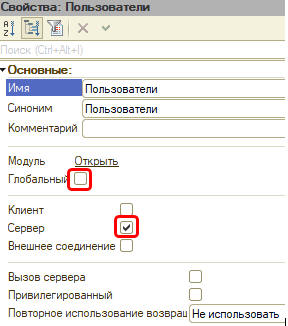 Свойства: Пользователи
Поиск (Ctrl+Alt+I)
Основные:
Имя Пользователи
Синоним Пользователи
Комментарий
Модуль Открыть
Глобальный
Клиент
Сервер
Внешнее соединение
Вызов сервера
Привилегированный
Повторное использование возвращ Не использовать